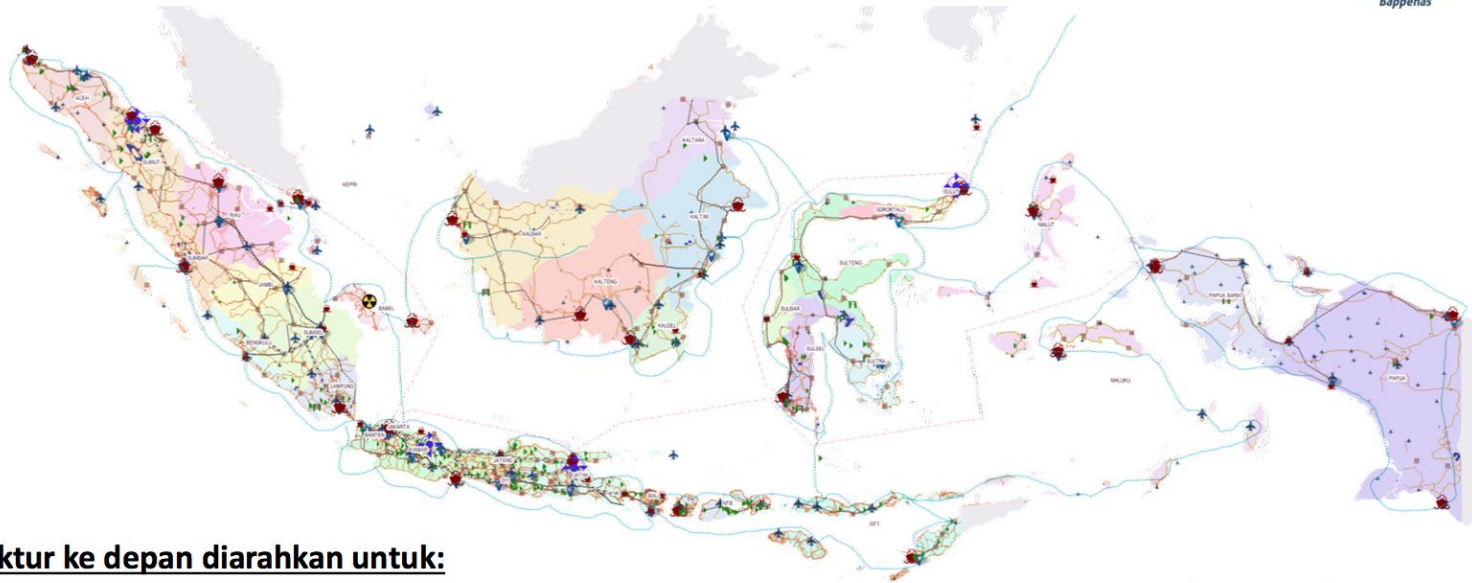 Bappenas
ACEH
SUMUT
RIAU
KEPRI
SUMBAR
JAMBI
SUMSEL
BABEL
BENGKULU
LAMPUNG
KALTARA
KALTIM
KALBAR
KALTENG
KALSEL
SULUT
GORONTALO
SULTENG
SULBAR
SULSEL
SULTRA
MALUT
MALUKU
PAPUA BARAT
PAPUA
BANTEN
JAKARTA
JABAR
JATENG
JATIM
BALI
NTB
NTT
ktur ke depan diarahkan untuk: